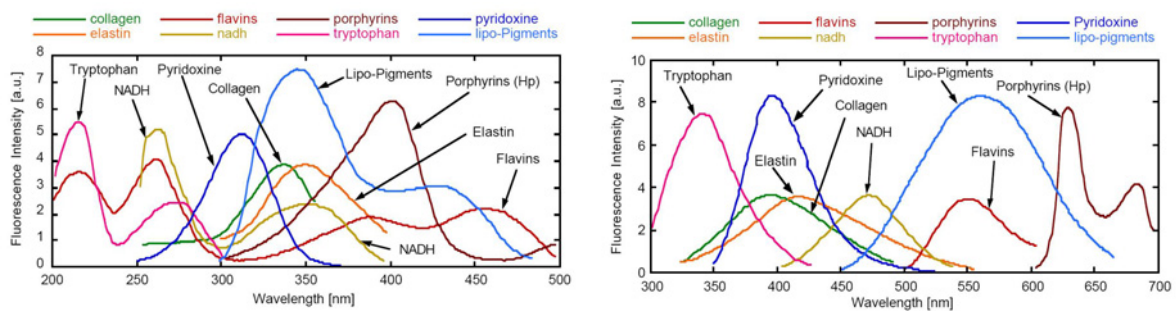 collagen flavins porphyrins pyridoxine
elastin nadh tryptophan lipo-Pigments
Fluorescence Intensity [a.u.]
8
7
6
5
4
3
2
1
0
Tryptophan
NADH
Pyridoxine
Collagen
Lipo-Pigments
Porphyrins (Hp)
Elastin
Flavins
NADH
200 250 300 350 400 450 500
Wavelength [nm]
collagen flavins porphyrins Pyridoxine
elastin nadh tryptophan lipo-Pigments
Fluorescence Intensity [a.u.]
10
8
6
4
2
0
Tryptophan
Pyridoxine
Collagen
NADH
Elastin
Lipo-Pigments
Flavins
Porphyrins (Hp)
300 350 400 450 500 550 600 650 700
Wavelength [nm]